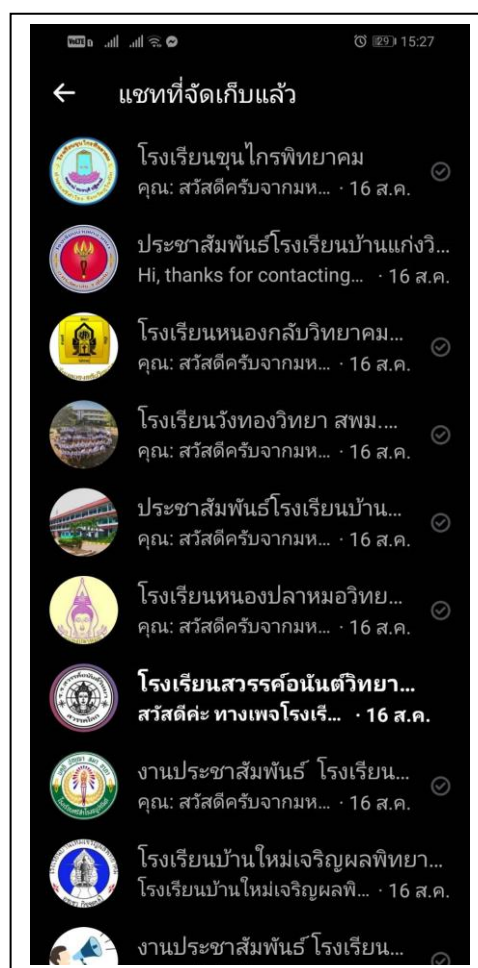 15:27
แชทที่จัดเก็บแล้ว
โรงเรียนขุนไกรพิทยาคม
คุณ: สวัสดีครับจากมห... · 16 ส.ค.
ประชาสัมพันธ์โรงเรียนบ้านแก่งวิ...
Hi, thanks for contacting... · 16 ส.ค.
โรงเรียนหนองกลับวิทยาคม...
คุณ: สวัสดีครับจากมห... · 16 ส.ค.
โรงเรียนวังทองวิทยา สพม....
คุณ: สวัสดีครับจากมห... · 16 ส.ค.
ประชาสัมพันธ์โรงเรียนบ้าน...
คุณ: สวัสดีครับจากมห... · 16 ส.ค.
โรงเรียนหนองปลาหมอวิทย...
คุณ: สวัสดีครับจากมห... · 16 ส.ค.
โรงเรียนสวรรค์อนันต์วิทยา...
สวัสดีค่ะ ทางเพจโรงเรี... · 16 ส.ค.
งานประชาสัมพันธ์ โรงเรียน...
คุณ: สวัสดีครับจากมห... · 16 ส.ค.
โรงเรียนบ้านใหม่เจริญผลพิทยา...
โรงเรียนบ้านใหม่เจริญผลพิ... · 16 ส.ค.
งานประชาสัมพันธ์ โรงเรียน...